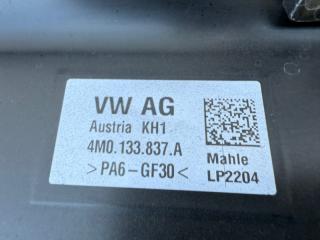 VW AG
Austria KH1
4M0.133.837.A
>PA6-GF30<
Mahle
LP2204